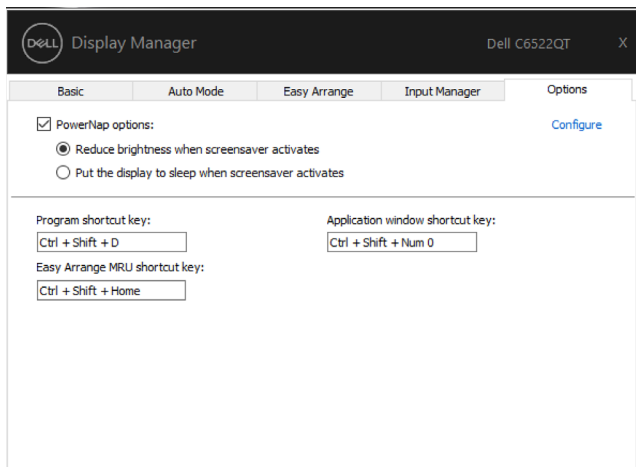 DELL Display Manager Dell C6522QT X
Basic Auto Mode Easy Arrange Input Manager Options
PowerNap options: Configure
Reduce brightness when screensaver activates
Put the display to sleep when screensaver activates
Program shortcut key: Application window shortcut key:
Ctrl + Shift + D Ctrl + Shift + Num 0
Easy Arrange MRU shortcut key:
Ctrl + Shift + Home